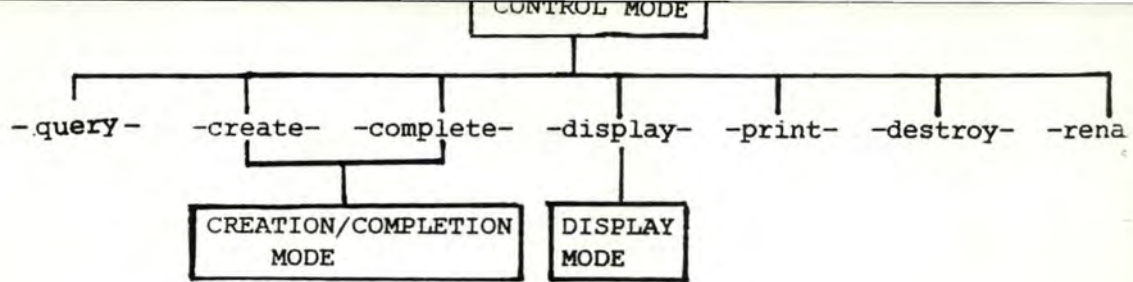 CONTROL MODE
-.query- -create- -complete- -display- -print- -destroy- -rena
CREATION/COMPLETION
MODE
DISPLAY
MODE